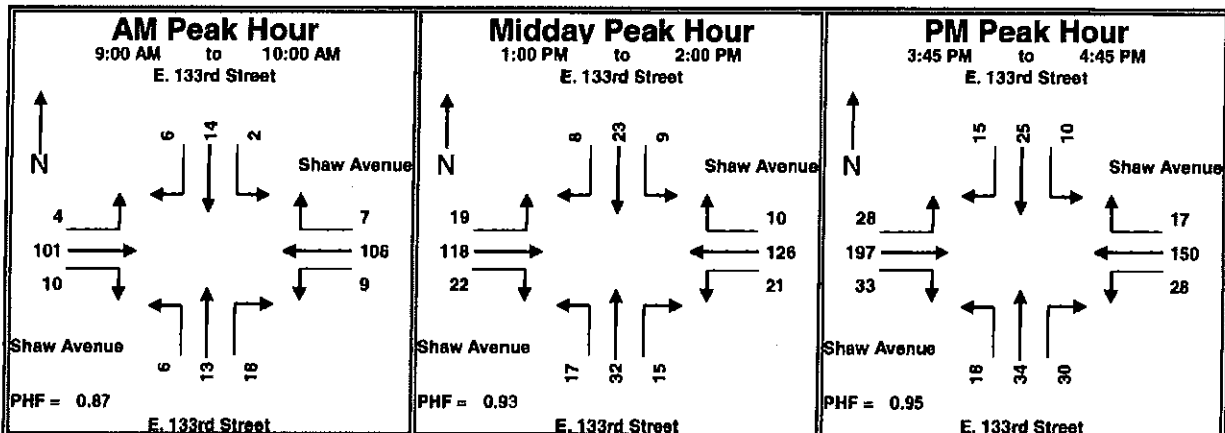 AM Peak Hour
9:00 AM to 10:00 AM
E. 133rd Street
N
6 14 2
Shaw Avenue
4
101
10
7
106
9
6 13 18
Shaw Avenue
PHF = 0.87
E. 133rd Street
Midday Peak Hour
1:00 PM to 2:00 PM
E. 133rd Street
N
8 23 9
Shaw Avenue
19
118
22
10
126
21
17 32 15
Shaw Avenue
PHF = 0.93
E. 133rd Street
PM Peak Hour
3:45 PM to 4:45 PM
E. 133rd Street
N
15 25 10
Shaw Avenue
28
197
33
17
150
28
18 34 30
Shaw Avenue
PHF = 0.95
E. 133rd Street